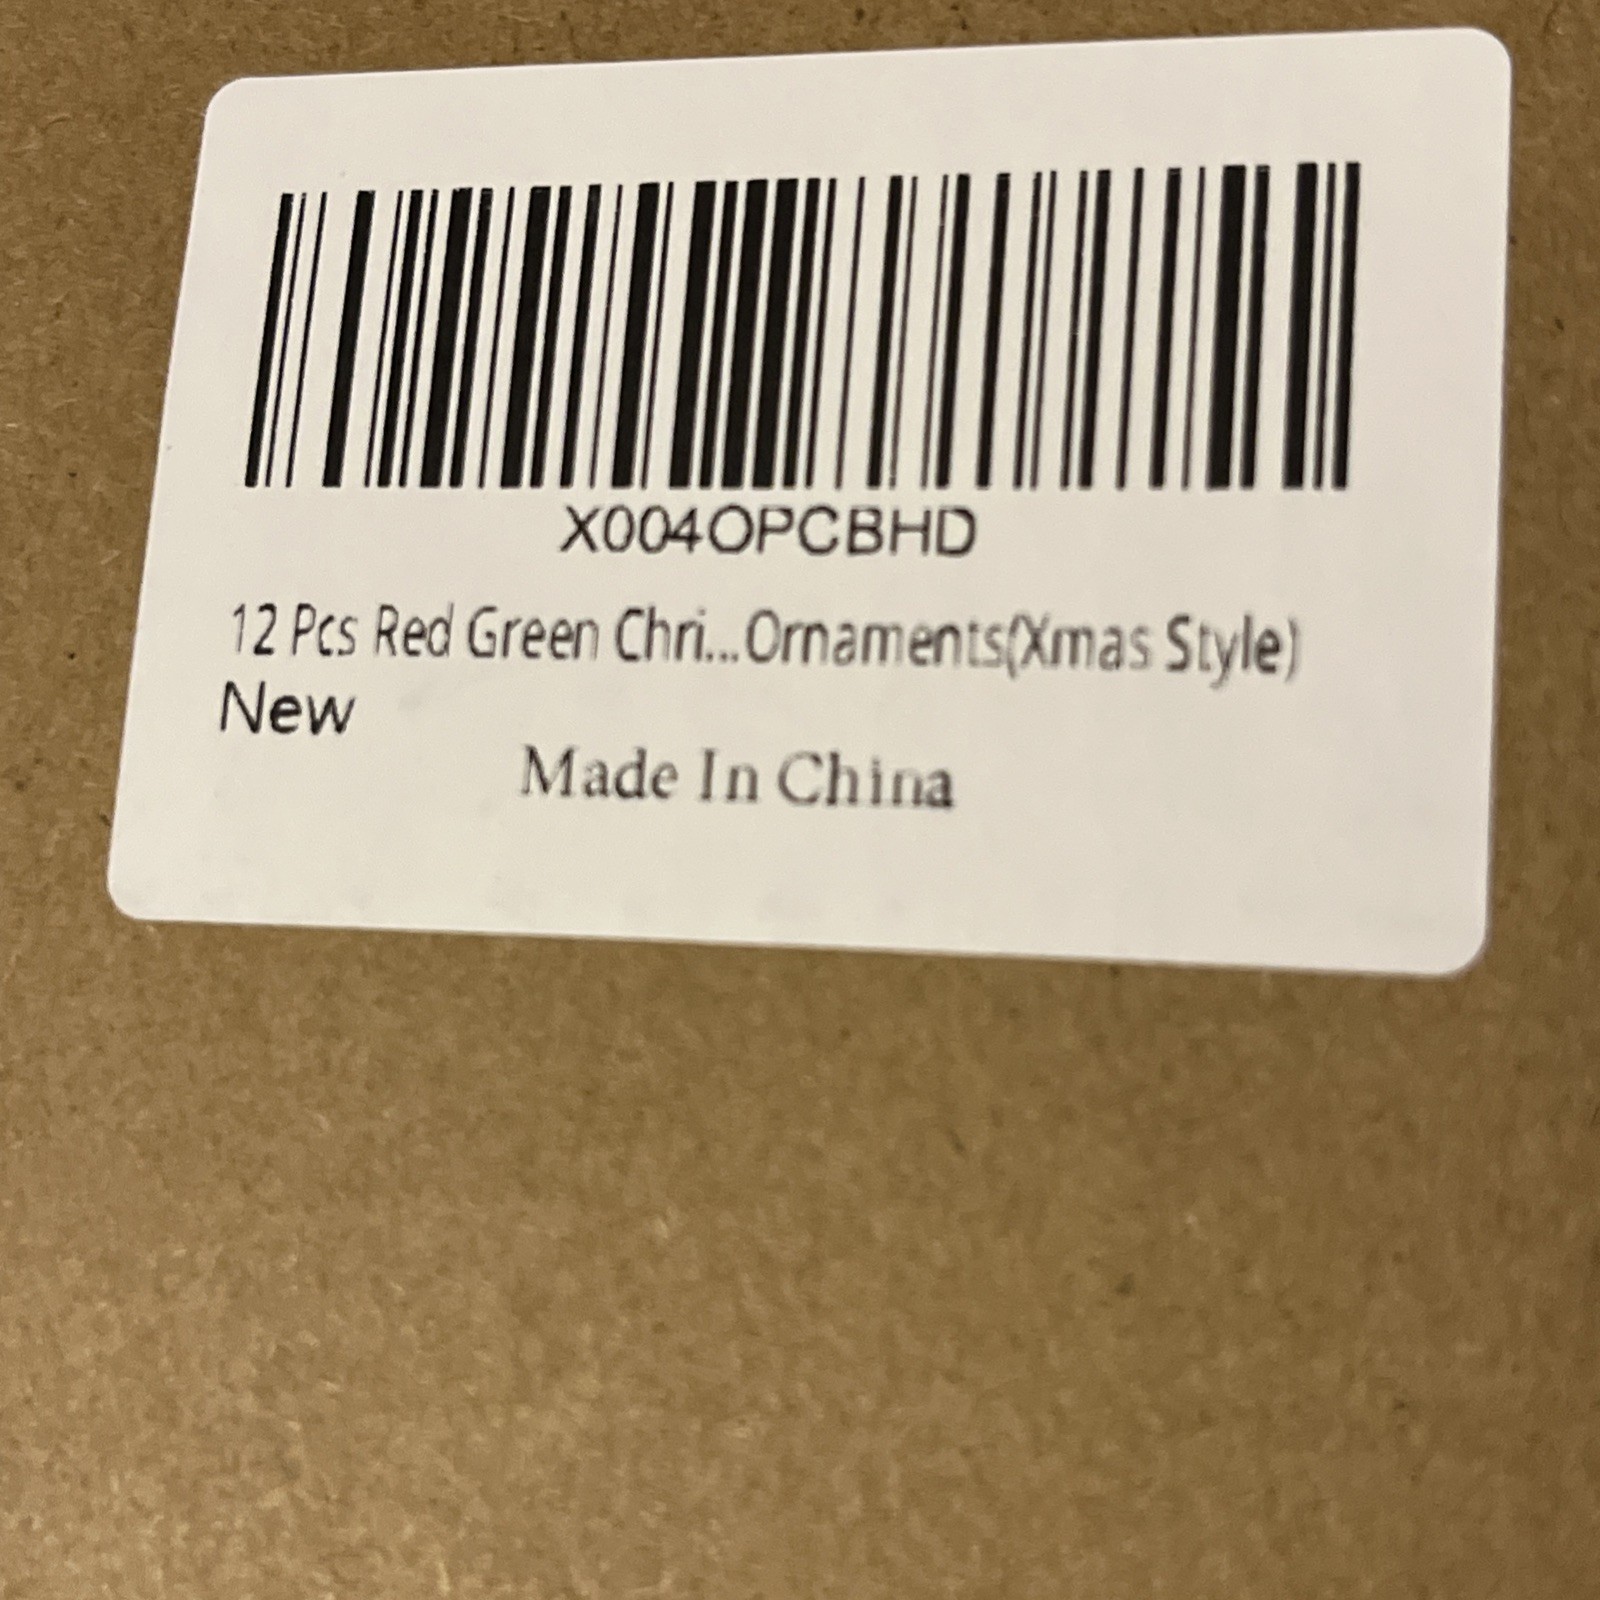 X004OPCBHD
12 Pcs Red Green Chri...Ornaments(Xmas Style)
New
Made In China